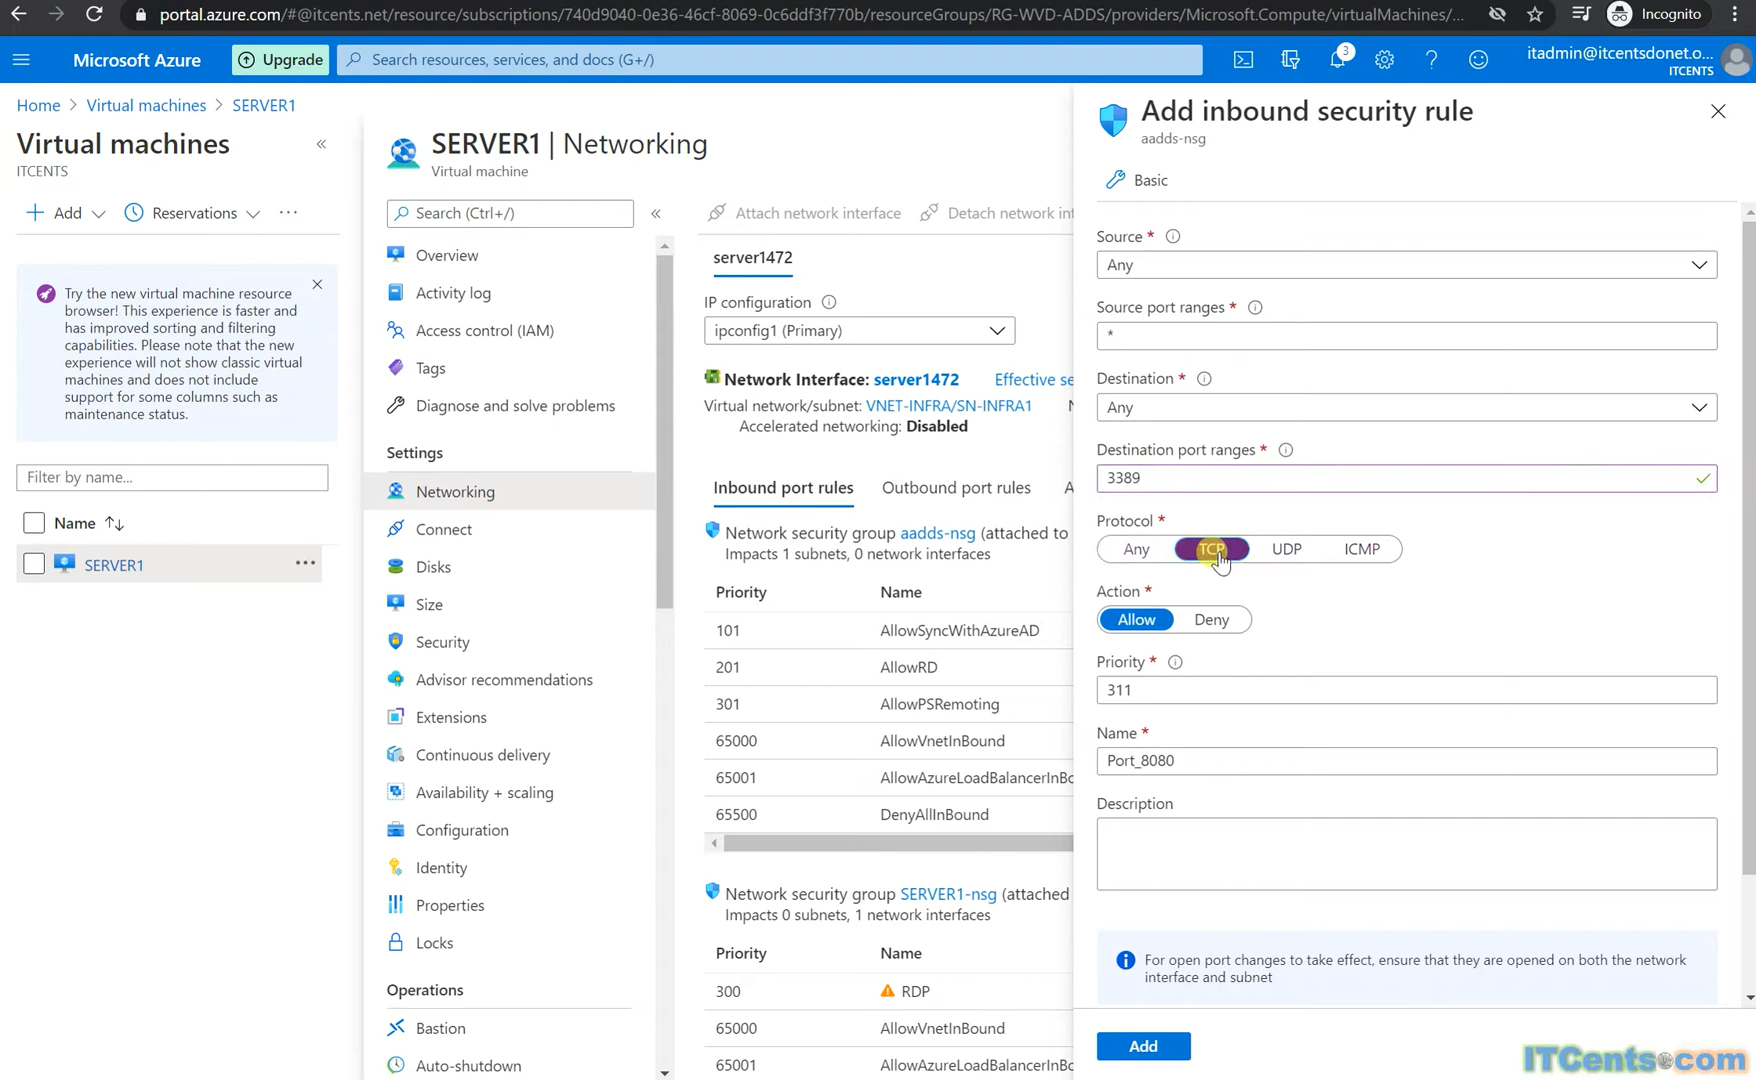 portal.azure.com/#@itcents.net/resource/subscriptions/740d9040-0e36-46cf-8069-0c6ddf3f770b/resourceGroups/RG-WVD-ADDS/providers/Microsoft.Compute/virtualMachines/...
Incognito
Microsoft Azure
Upgrade
Search resources, services, and docs (G+/)
3
itadmin@itcentsdonet.o...
ITCENTS
Home > Virtual machines > SERVER1
Virtual machines
ITCENTS
Add
Reservations
Try the new virtual machine resource
browser! This experience is faster and
has improved sorting and filtering
capabilities. Please note that the new
experience will not show classic virtual
machines and does not include
support for some columns such as
maintenance status.
Filter by name...
Name
SERVER1
SERVER1 | Networking
Virtual machine
Search (Ctrl+/)
Overview
Activity log
Access control (IAM)
Tags
Diagnose and solve problems
Settings
Networking
Connect
Disks
Size
Security
Advisor recommendations
Extensions
Continuous delivery
Availability + scaling
Configuration
Identity
Properties
Locks
Operations
Bastion
Auto-shutdown
Attach network interface
Detach network int
server1472
IP configuration
ipconfig1 (Primary)
Network Interface: server1472
Effective se
Virtual network/subnet: VNET-INFRA/SN-INFRA1
Accelerated networking: Disabled
Inbound port rules
Outbound port rules
Network security group aadds-nsg (attached to
Impacts 1 subnets, 0 network interfaces
Priority Name
101 AllowSyncWithAzureAD
201 AllowRD
301 AllowPSRemoting
65000 AllowVnetInBound
65001 AllowAzureLoadBalancerInBo
65500 DenyAllInBound
Network security group SERVER1-nsg (attached
Impacts 0 subnets, 1 network interfaces
Priority Name
300 RDP
65000 AllowVnetInBound
65001 AllowAzureLoadBalancerInBo
Add inbound security rule
aadds-nsg
Basic
Source *
Any
Source port ranges *
*
Destination *
Any
Destination port ranges *
3389
Protocol *
Any TCP UDP ICMP
Action *
Allow Deny
Priority *
311
Name *
Port_8080
Description
For open port changes to take effect, ensure that they are opened on both the network
interface and subnet
Add
ITCents.com